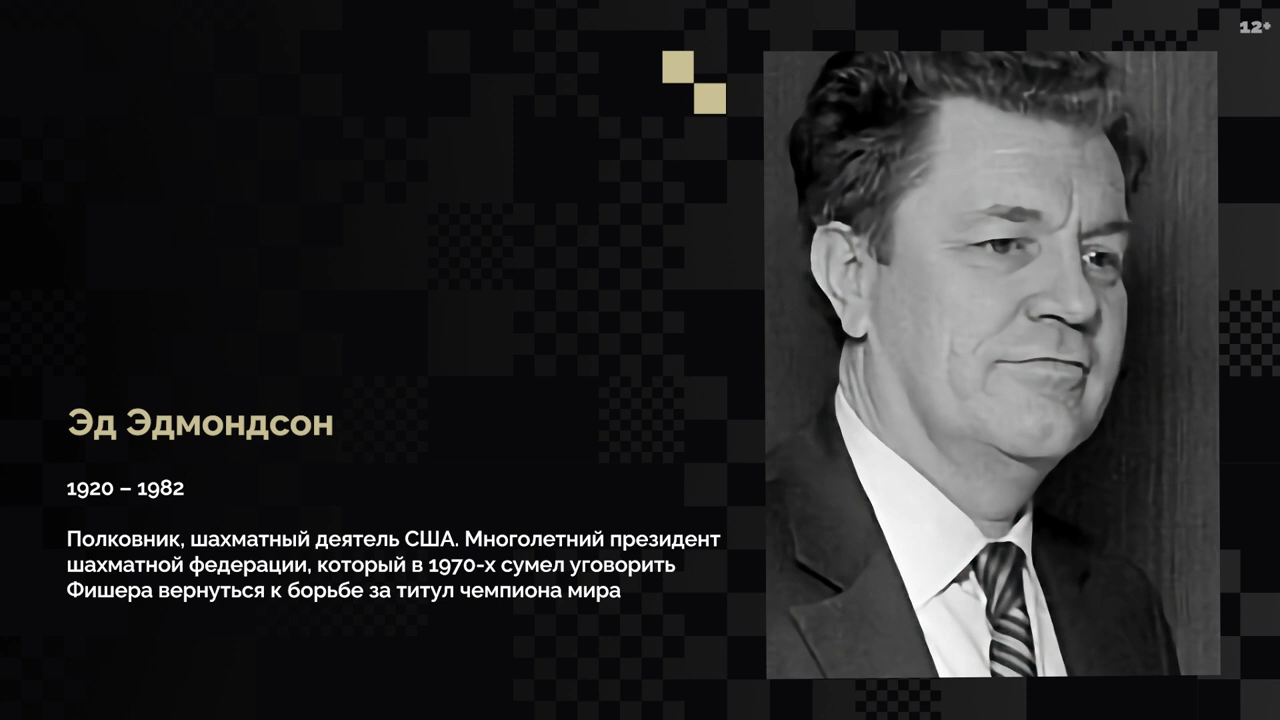 12+
Эд Эдмондсон
1920 – 1982
Полковник, шахматный деятель США. Многолетний президент
шахматной федерации, который в 1970-х сумел уговорить
Фишера вернуться к борьбе за титул чемпиона мира